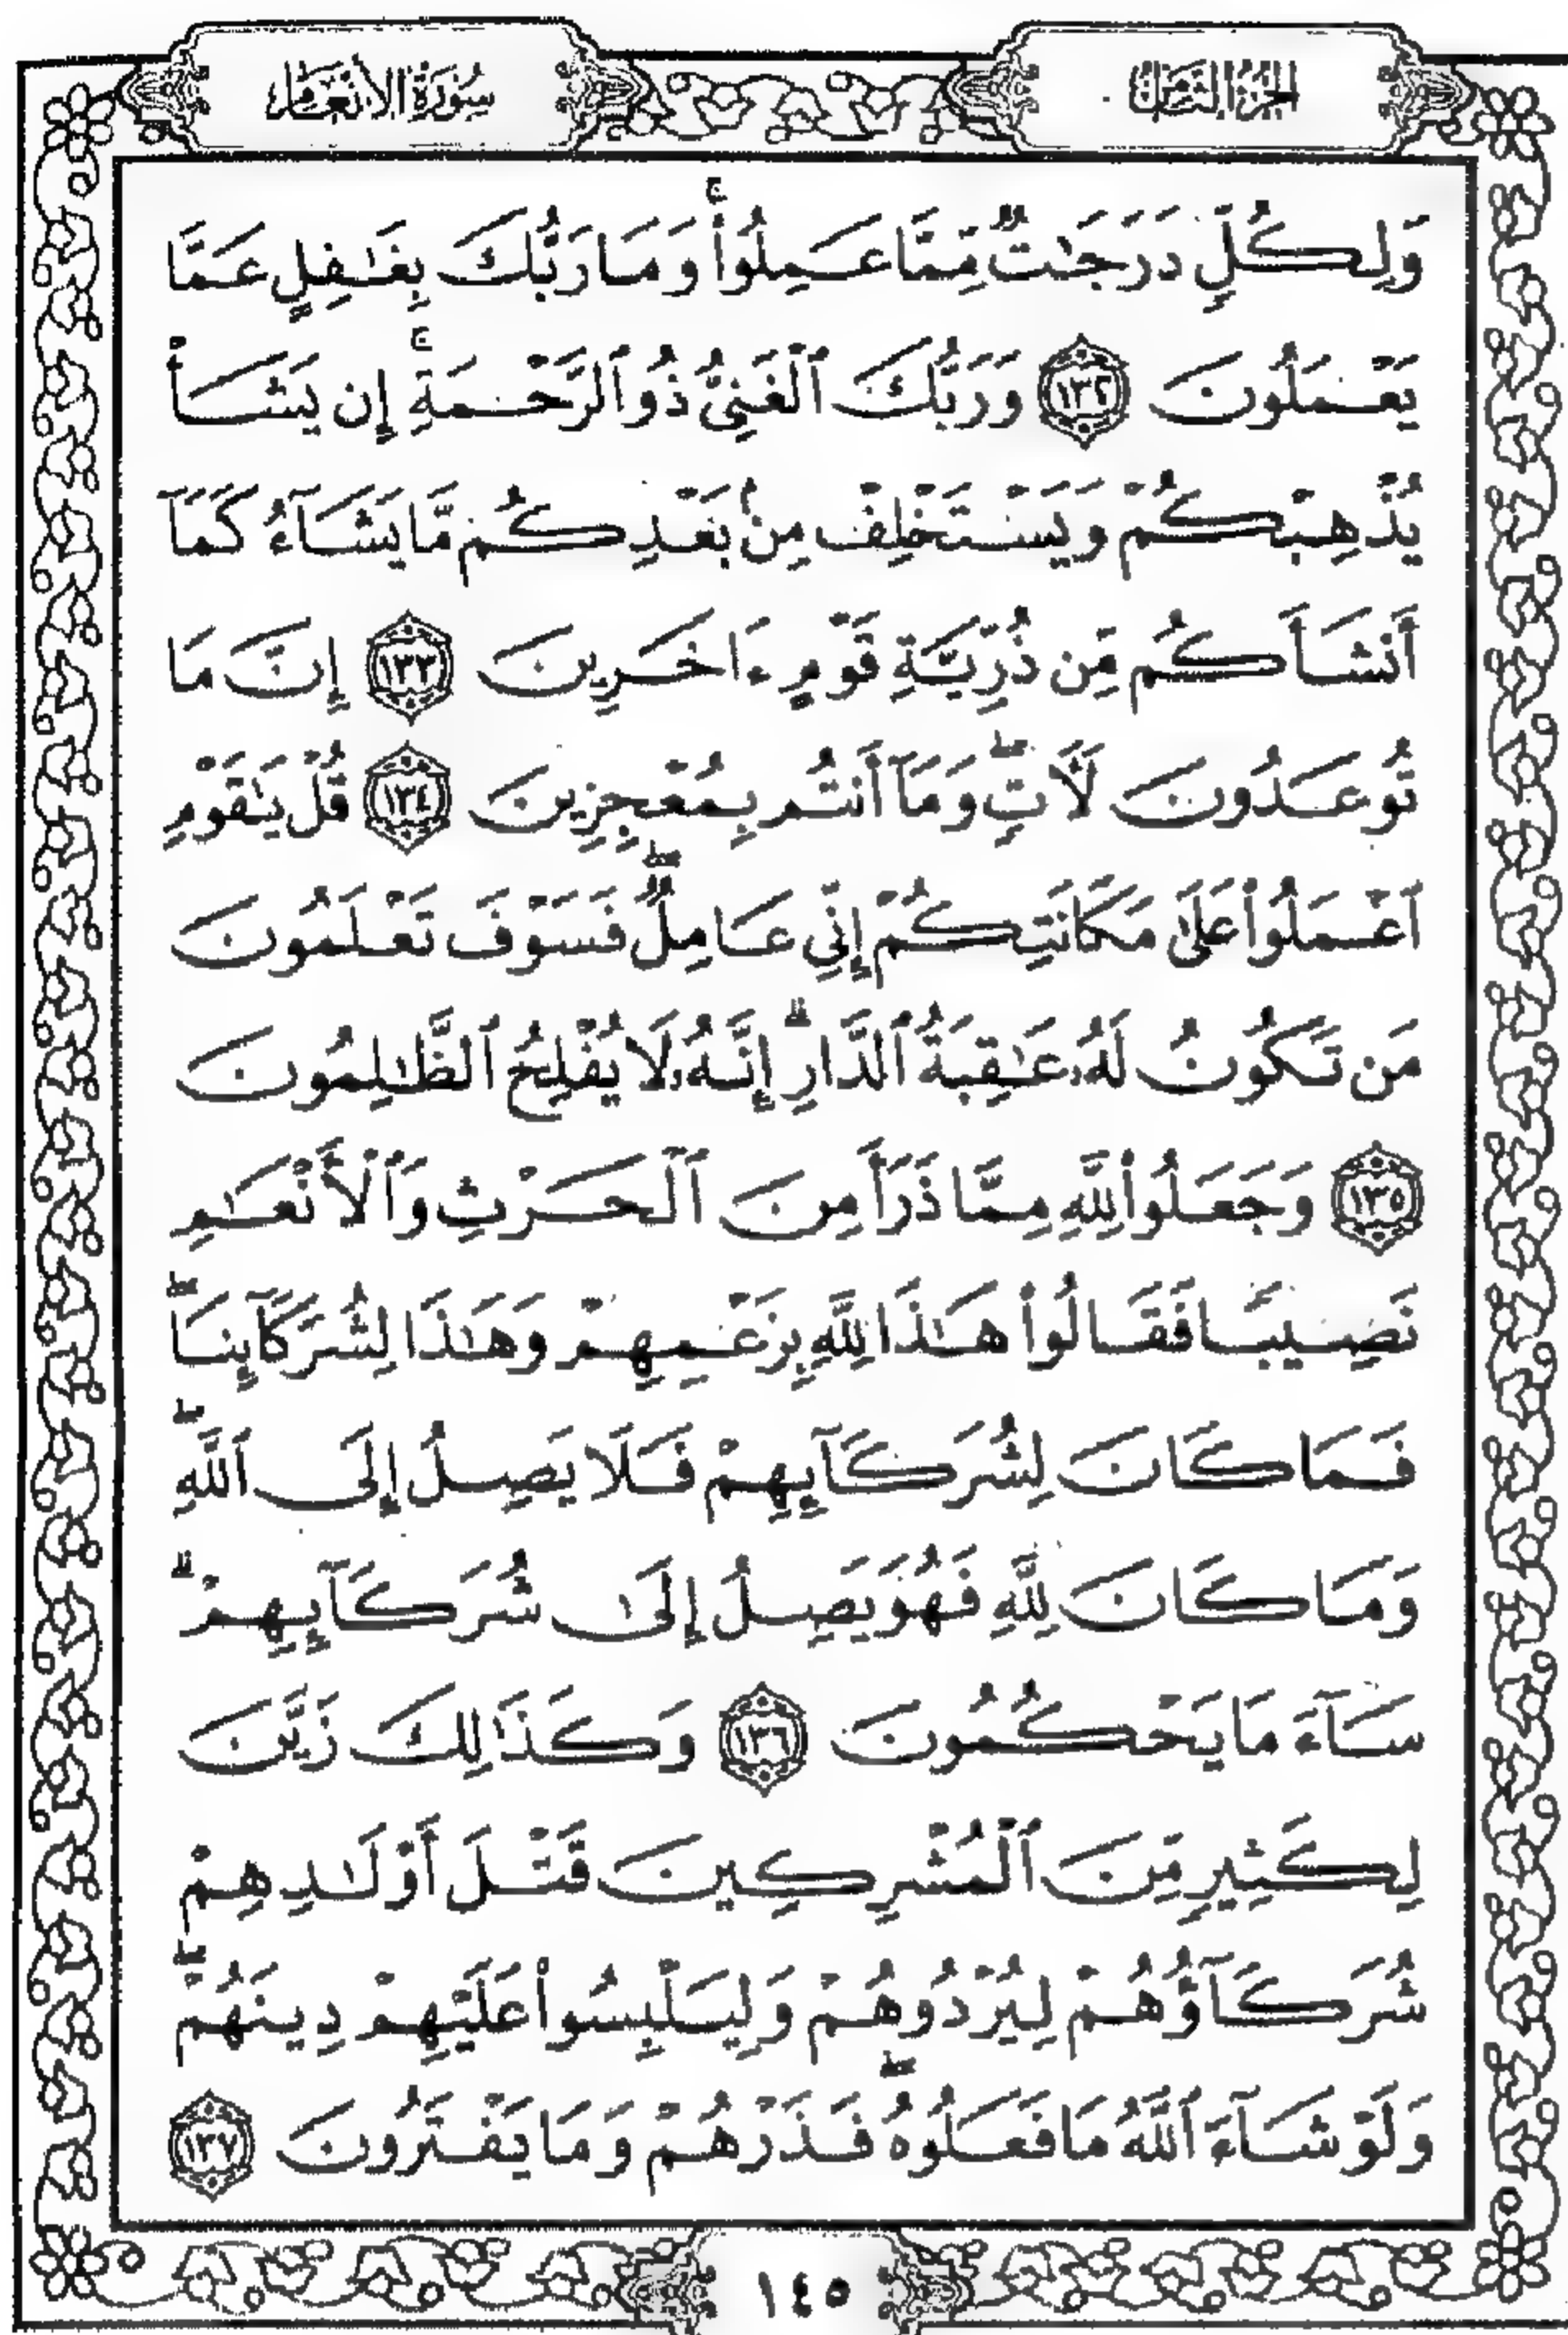 الجزء الثامن
سورة الأنعام
وَلِكُلٍّ دَرَجَٰتٌ مِّمَّا عَمِلُوا۟ ۚ وَمَا رَبُّكَ بِغَٰفِلٍ عَمَّا
يَعْمَلُونَ ١٣٢ وَرَبُّكَ ٱلْغَنِىُّ ذُو ٱلرَّحْمَةِ ۚ إِن يَشَأْ
يُذْهِبْكُمْ وَيَسْتَخْلِفْ مِنۢ بَعْدِكُم مَّا يَشَآءُ كَمَآ
أَنشَأَكُم مِّن ذُرِّيَّةِ قَوْمٍ ءَاخَرِينَ ١٣٣ إِنَّ مَا
تُوعَدُونَ لَءَاتٍ ۖ وَمَآ أَنتُم بِمُعْجِزِينَ ١٣٤ قُلْ يَٰقَوْمِ
ٱعْمَلُوا۟ عَلَىٰ مَكَانَتِكُمْ إِنِّى عَامِلٌ ۖ فَسَوْفَ تَعْلَمُونَ
مَن تَكُونُ لَهُۥ عَٰقِبَةُ ٱلدَّارِ ۗ إِنَّهُۥ لَا يُفْلِحُ ٱلظَّٰلِمُونَ
١٣٥ وَجَعَلُوا۟ لِلَّهِ مِمَّا ذَرَأَ مِنَ ٱلْحَرْثِ وَٱلْأَنْعَٰمِ
نَصِيبًا فَقَالُوا۟ هَٰذَا لِلَّهِ بِزَعْمِهِمْ وَهَٰذَا لِشُرَكَآئِنَا ۖ
فَمَا كَانَ لِشُرَكَآئِهِمْ فَلَا يَصِلُ إِلَى ٱللَّهِ ۖ
وَمَا كَانَ لِلَّهِ فَهُوَ يَصِلُ إِلَىٰ شُرَكَآئِهِمْ ۗ
سَآءَ مَا يَحْكُمُونَ ١٣٦ وَكَذَٰلِكَ زَيَّنَ
لِكَثِيرٍ مِّنَ ٱلْمُشْرِكِينَ قَتْلَ أَوْلَٰدِهِمْ
شُرَكَآؤُهُمْ لِيُرْدُوهُمْ وَلِيَلْبِسُوا۟ عَلَيْهِمْ دِينَهُمْ ۖ
وَلَوْ شَآءَ ٱللَّهُ مَا فَعَلُوهُ ۖ فَذَرْهُمْ وَمَا يَفْتَرُونَ ١٣٧
١٤٥